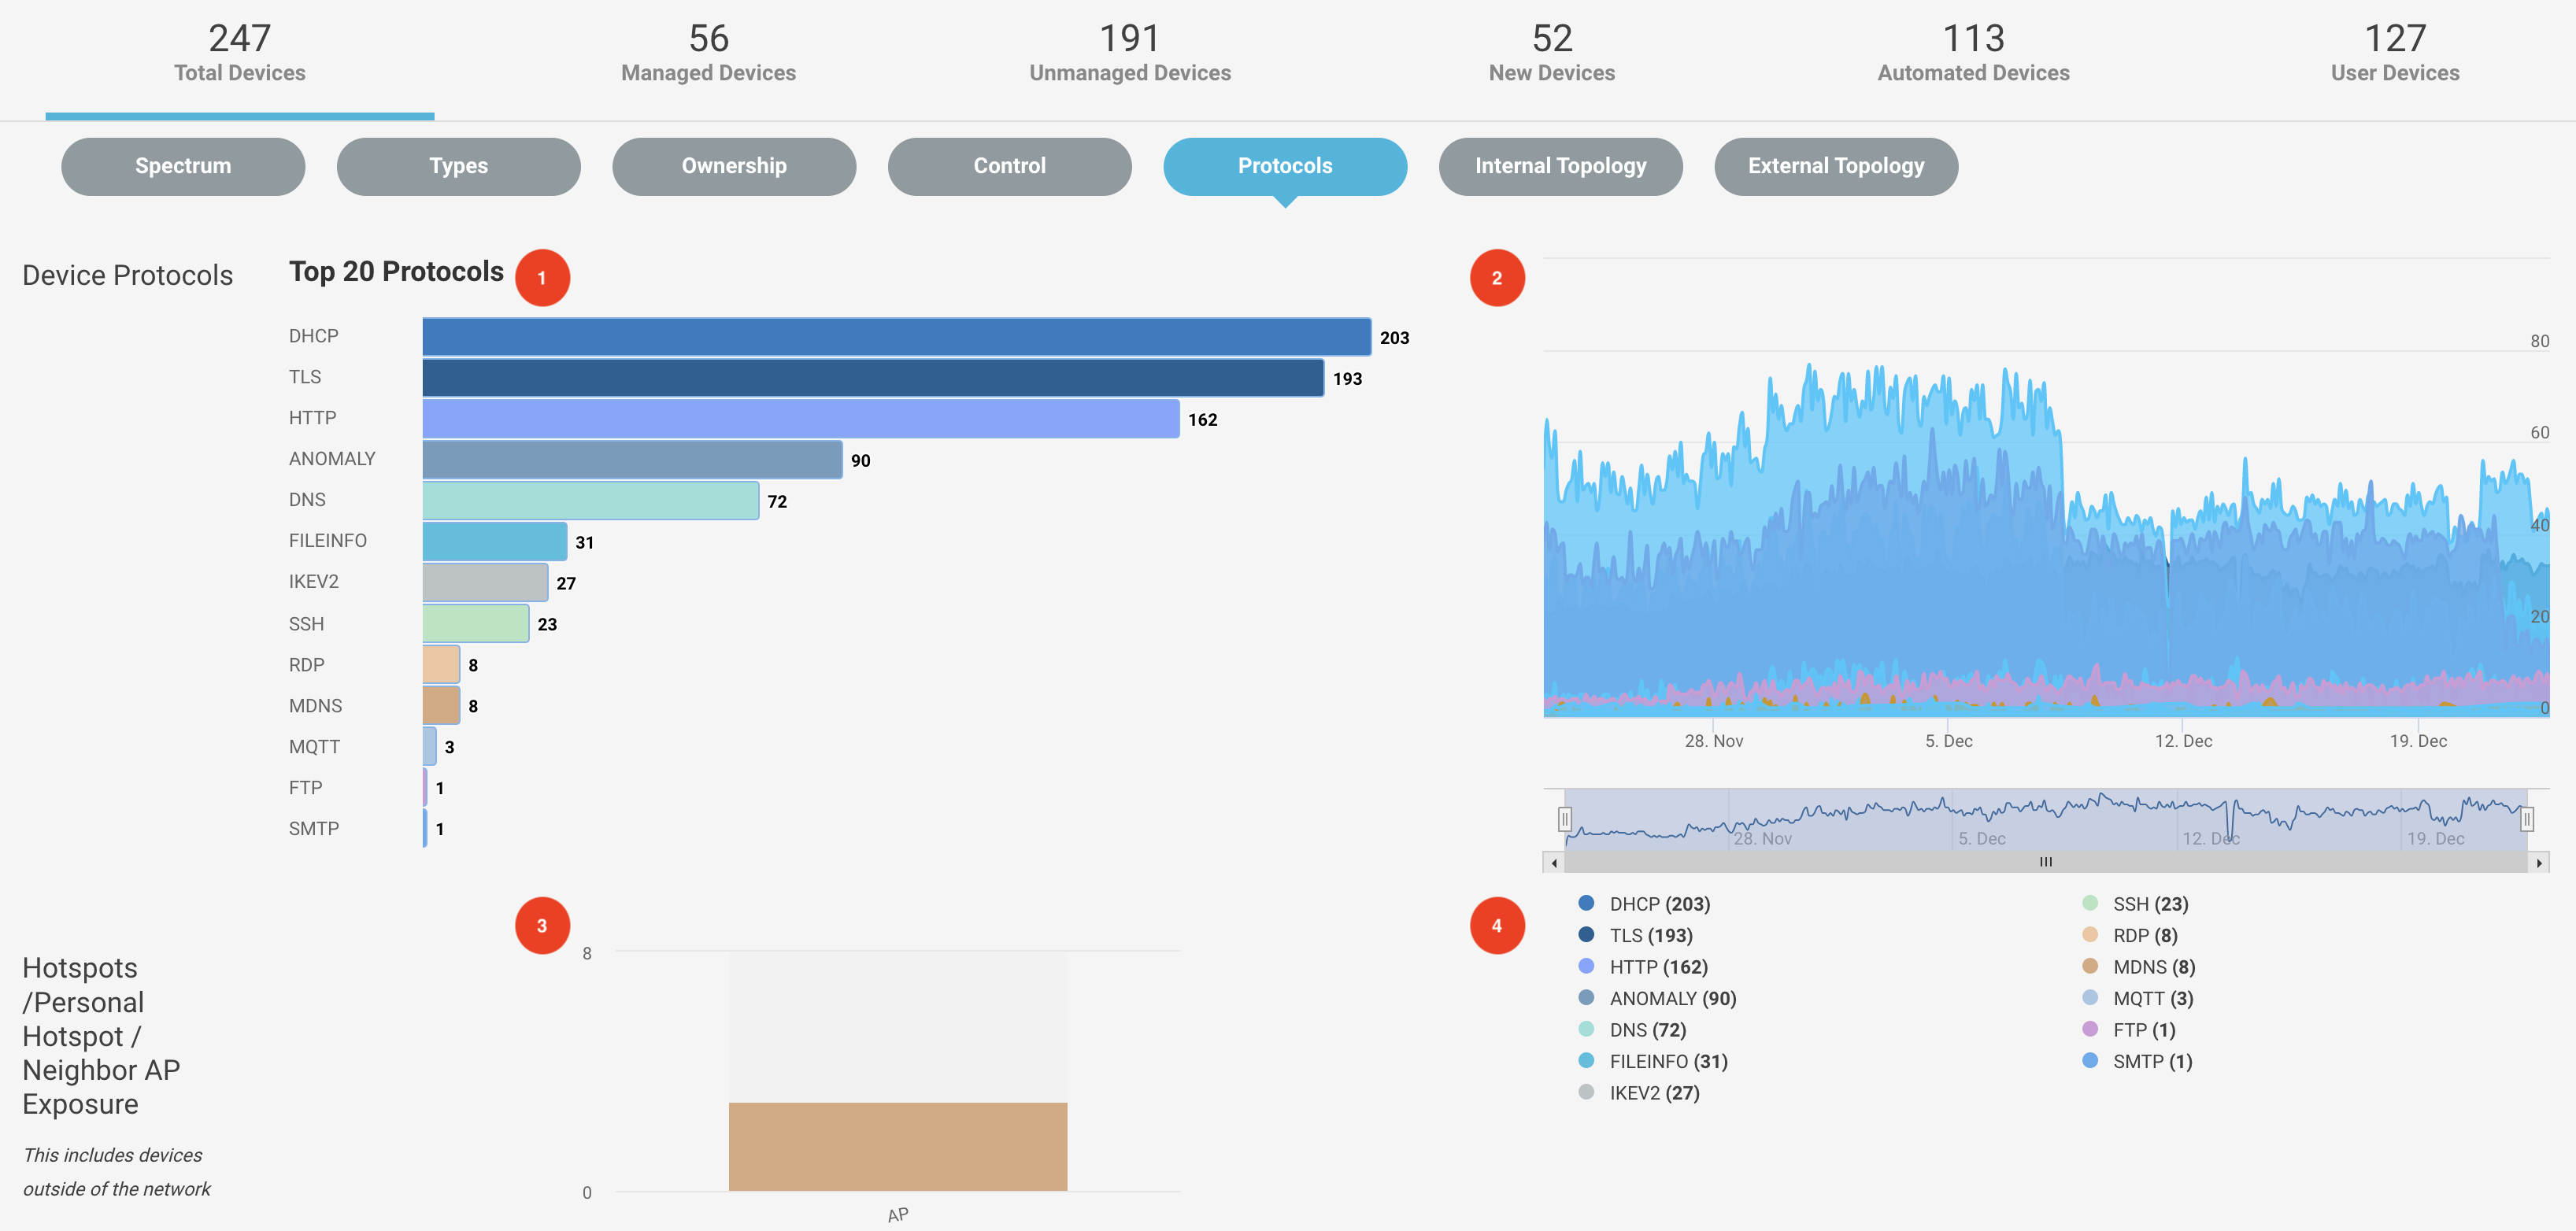 247
Total Devices
56
Managed Devices
191
Unmanaged Devices
52
New Devices
113
Automated Devices
127
User Devices
Spectrum
Types
Ownership
Control
Protocols
Internal Topology
External Topology
Device Protocols
Top 20 Protocols
1
DHCP
203
TLS
193
HTTP
162
ANOMALY
90
DNS
72
FILEINFO
31
IKEV2
27
SSH
23
RDP
8
MDNS
8
MQTT
3
FTP
1
SMTP
1
2
80
60
40
20
0
28. Nov
5. Dec
12. Dec
19. Dec
28. Nov
5. Dec
12. Dec
19. Dec
Hotspots
/Personal
Hotspot /
Neighbor AP
Exposure
This includes devices
outside of the network
3
8
0
AP
4
DHCP (203)
TLS (193)
HTTP (162)
ANOMALY (90)
DNS (72)
FILEINFO (31)
IKEV2 (27)
SSH (23)
RDP (8)
MDNS (8)
MQTT (3)
FTP (1)
SMTP (1)